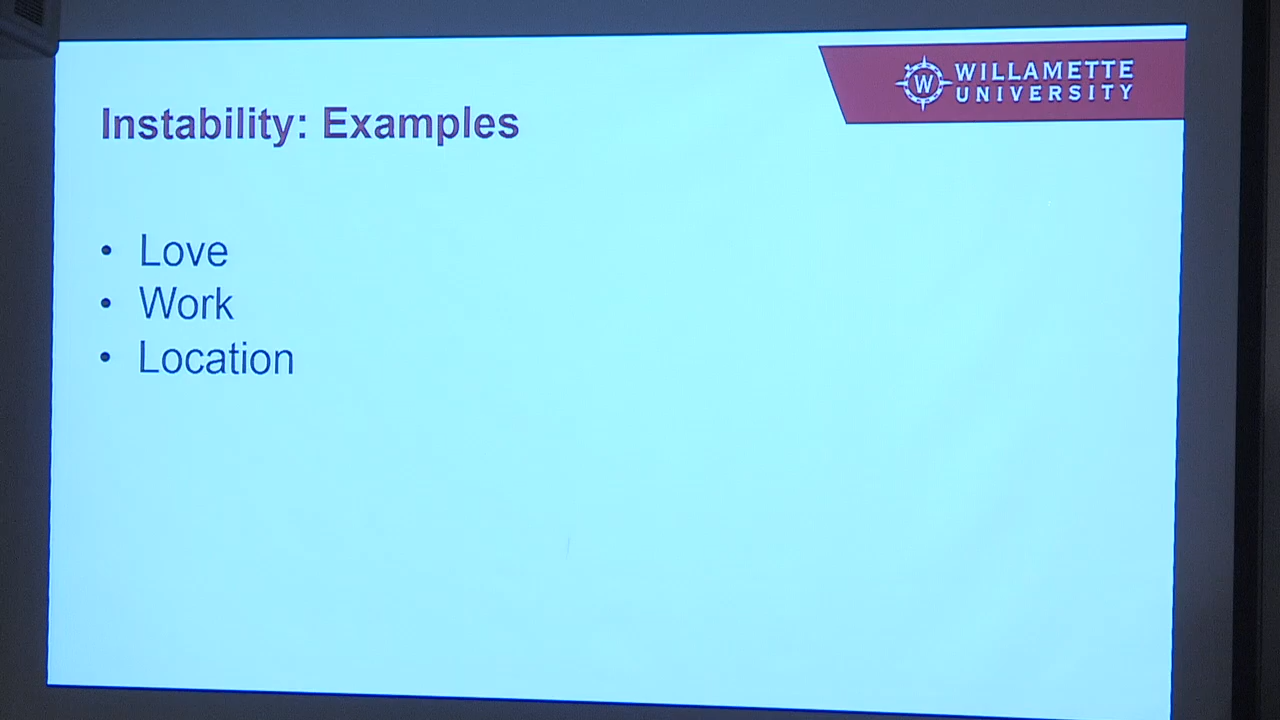 WILLAMETTE
UNIVERSITY
W
Instability: Examples
• Love
• Work
• Location